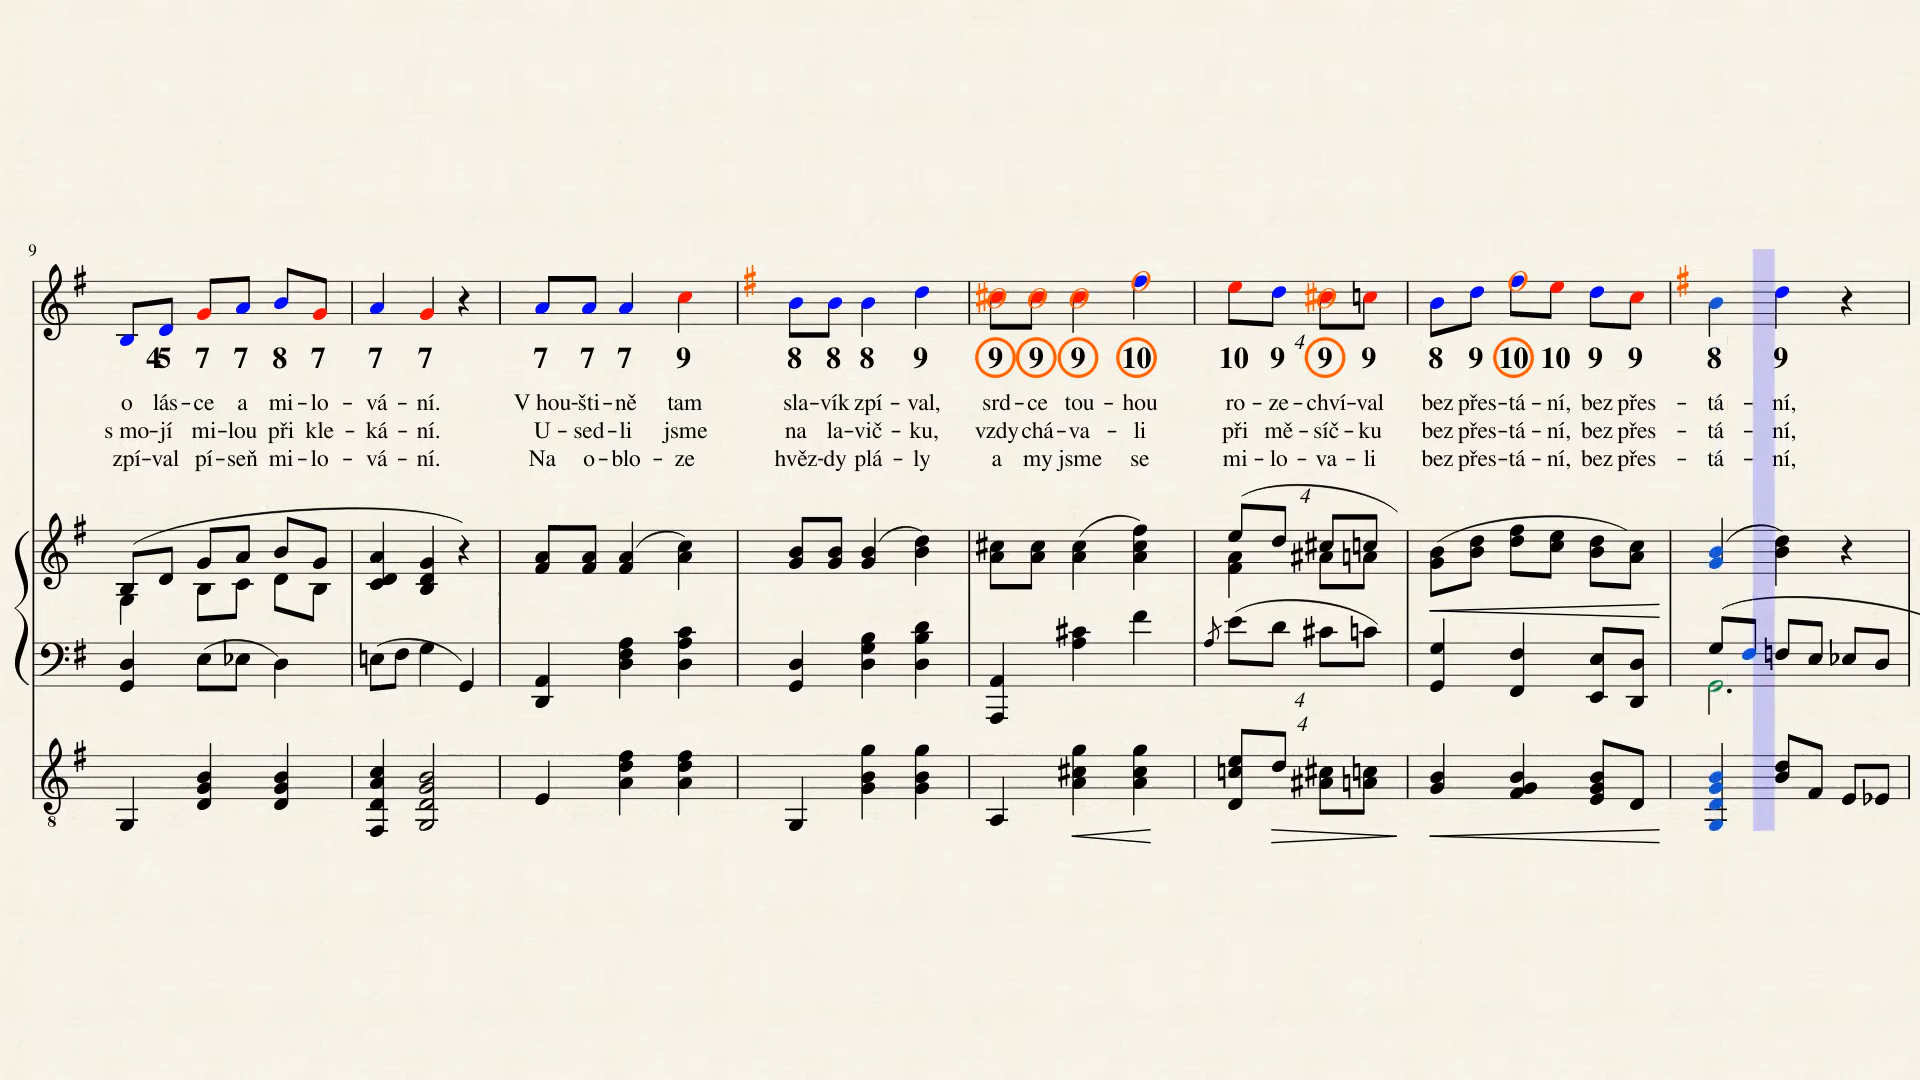 9
45 7 7 8 7 7 7 7 7 7 9 8 8 8 9 9 9 9 10 10 9 9 9 8 9 10 10 9 9 8 9
4
o lás-ce a mi-lo-vá-ní. V hou-šti-ně tam sla-vík zpí-val, srd-ce tou-hou ro-ze-chví-val bez přes-tá-ní, bez přes-tá-ní,
s mo-jí mi-lou při kle-ká-ní. U-sed-li jsme na la-vič-ku, vzdy chá-va-li při mě-síč-ku bez přes-tá-ní, bez přes-tá-ní,
zpí-val pí-seň mi-lo-vá-ní. Na o-blo-ze hvěz-dy plá-ly a my jsme se mi-lo-va-li bez přes-tá-ní, bez přes-tá-ní,
4
4
4
8